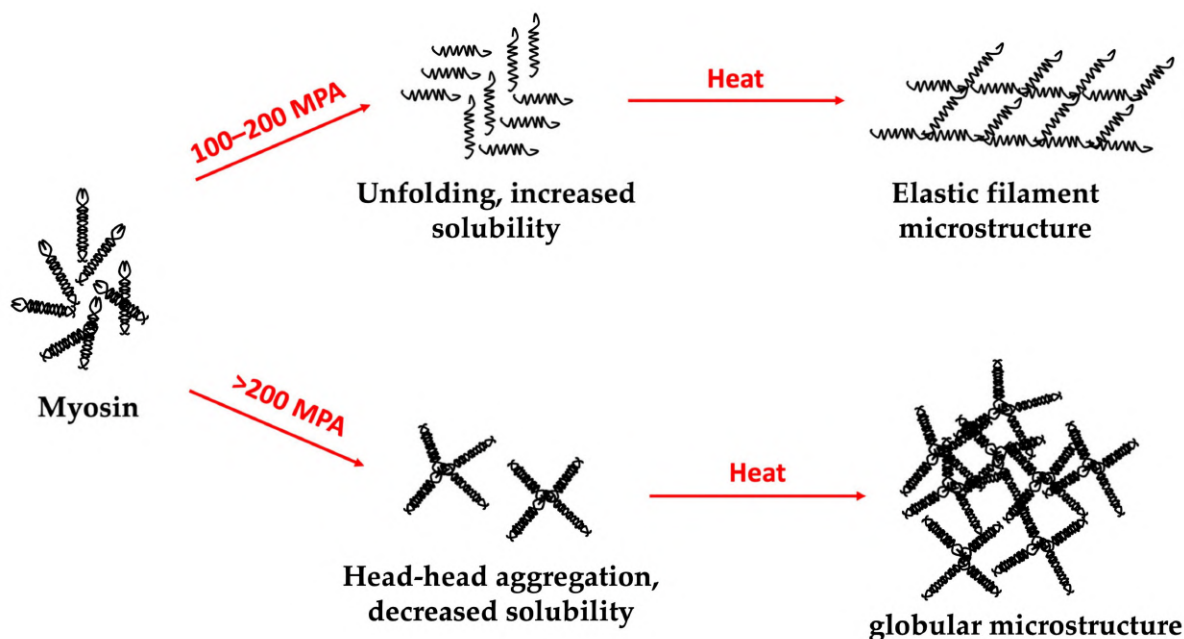 100–200 MPA
Heat
Unfolding, increased
solubility
Elastic filament
microstructure
Myosin
>200 MPA
Heat
Head-head aggregation,
decreased solubility
globular microstructure